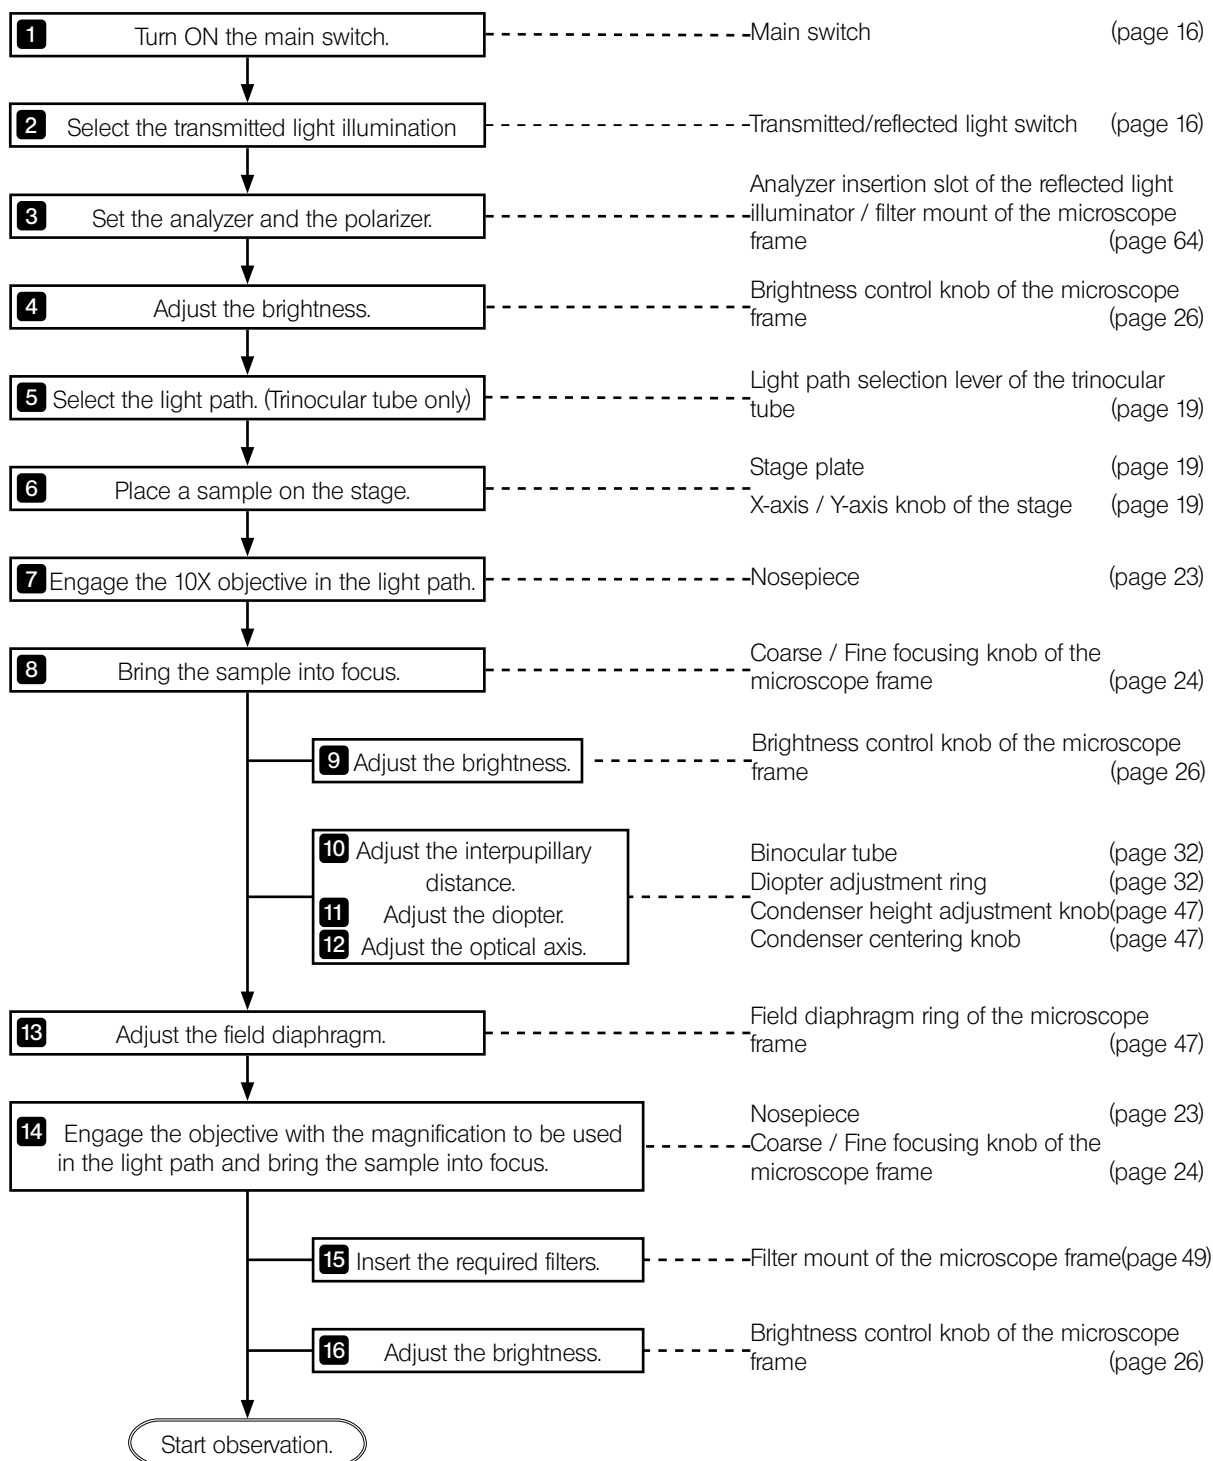 1 Turn ON the main switch. Main switch (page 16)
2 Select the transmitted light illumination Transmitted/reflected light switch (page 16)
3 Set the analyzer and the polarizer. Analyzer insertion slot of the reflected light
illuminator / filter mount of the microscope
frame (page 64)
4 Adjust the brightness. Brightness control knob of the microscope
frame (page 26)
5 Select the light path. (Trinocular tube only) Light path selection lever of the trinocular
tube (page 19)
6 Place a sample on the stage. Stage plate (page 19)
X-axis / Y-axis knob of the stage (page 19)
7 Engage the 10X objective in the light path. Nosepiece (page 23)
8 Bring the sample into focus. Coarse / Fine focusing knob of the
microscope frame (page 24)
9 Adjust the brightness. Brightness control knob of the microscope
frame (page 26)
10 Adjust the interpupillary
distance.
11 Adjust the diopter.
12 Adjust the optical axis.
Binocular tube (page 32)
Diopter adjustment ring (page 32)
Condenser height adjustment knob(page 47)
Condenser centering knob (page 47)
13 Adjust the field diaphragm. Field diaphragm ring of the microscope
frame (page 47)
14 Engage the objective with the magnification to be used
in the light path and bring the sample into focus.
Nosepiece (page 23)
Coarse / Fine focusing knob of the
microscope frame (page 24)
15 Insert the required filters. Filter mount of the microscope frame(page 49)
16 Adjust the brightness. Brightness control knob of the microscope
frame (page 26)
Start observation.